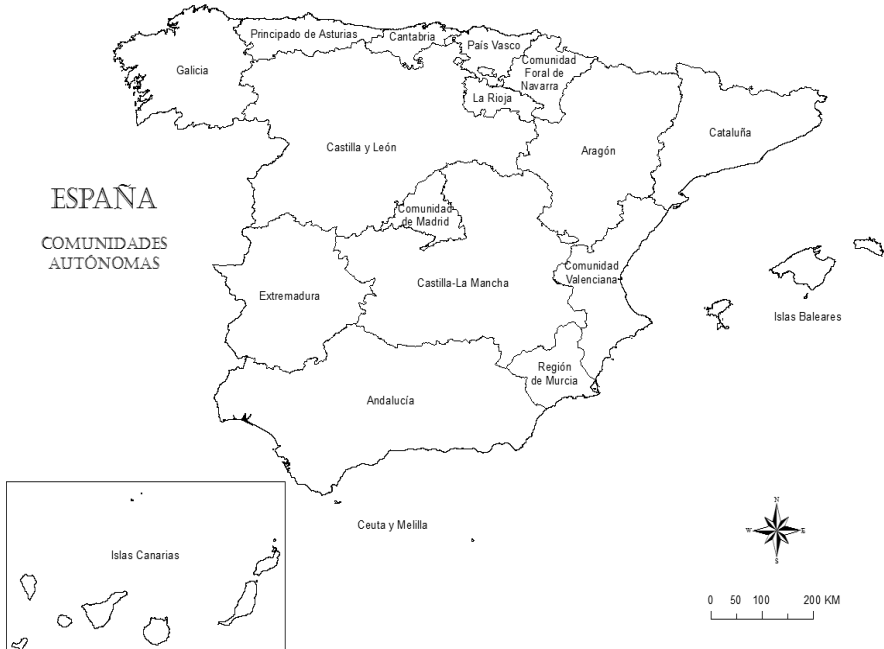 Principado de Asturias
Cantabria
País Vasco
Comunidad
Foral de
Navarra
Galicia
La Rioja
Cataluña
Castilla y León
Aragón
ESPAÑA
COMUNIDADES
AUTÓNOMAS
Comunidad
de Madrid
Comunidad
Valenciana
Castilla-La Mancha
Extremadura
Islas Baleares
Región
de Murcia
Andalucía
Ceuta y Melilla
Islas Canarias
N
W
E
S
0 50 100 200 KM